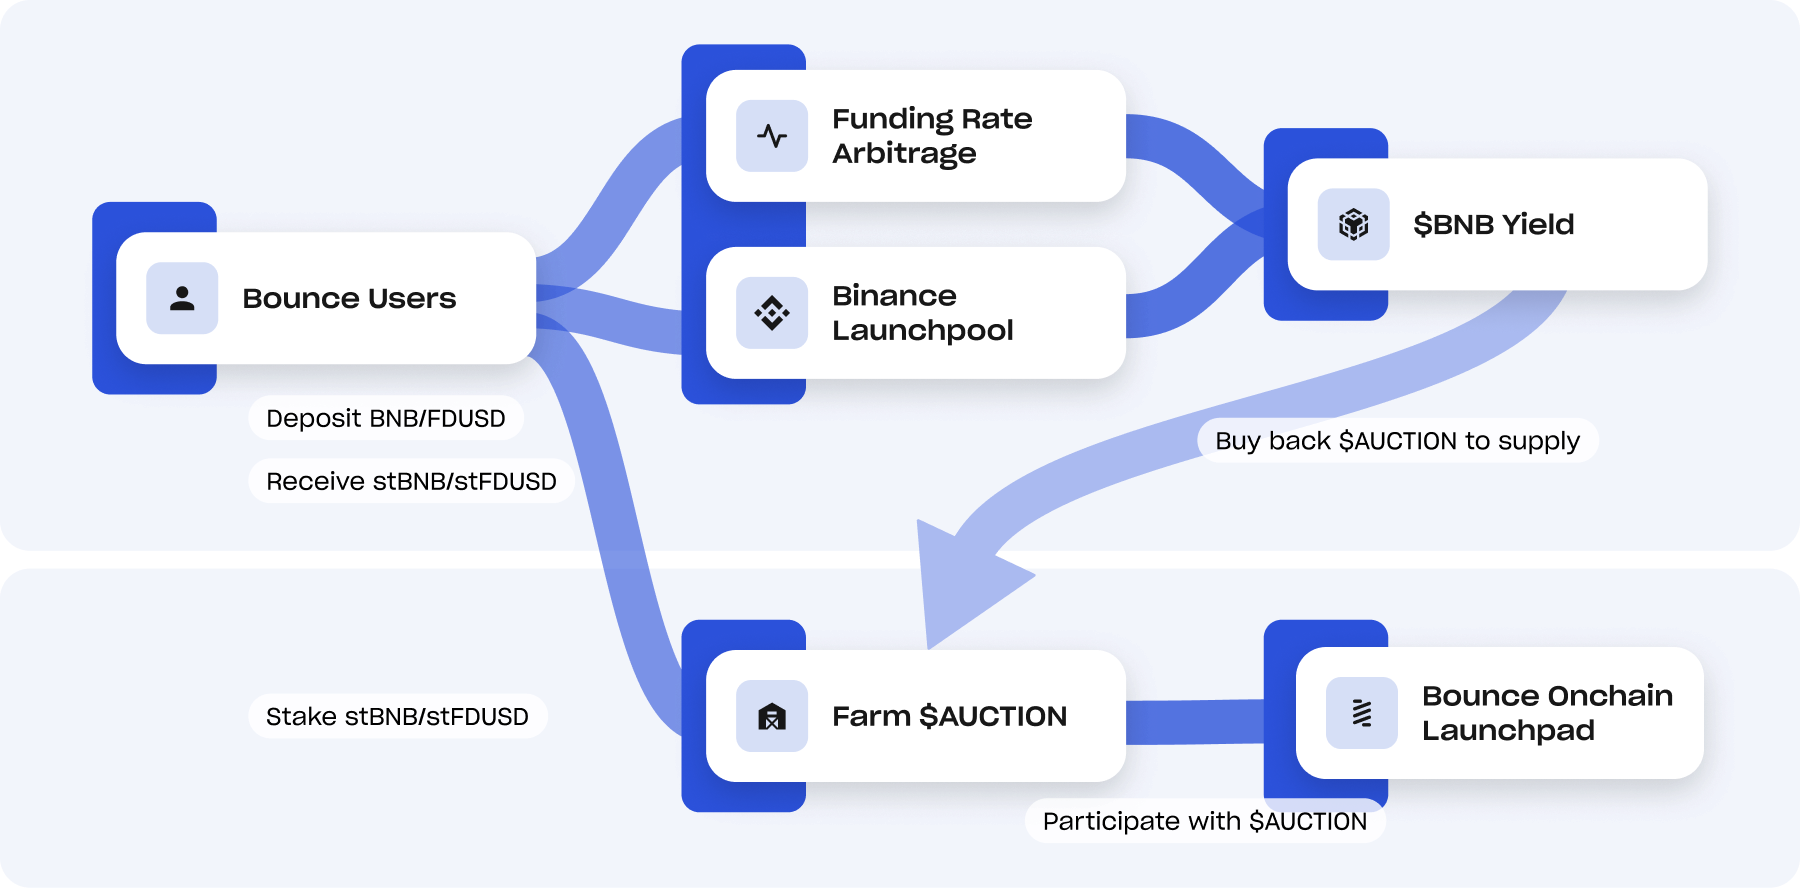 Funding Rate
Arbitrage
$BNB Yield
Bounce Users
Binance
Launchpool
Deposit BNB/FDUSD
Buy back $AUCTION to supply
Receive stBNB/stFDUSD
Stake stBNB/stFDUSD
Farm $AUCTION
Bounce Onchain
Launchpad
Participate with $AUCTION